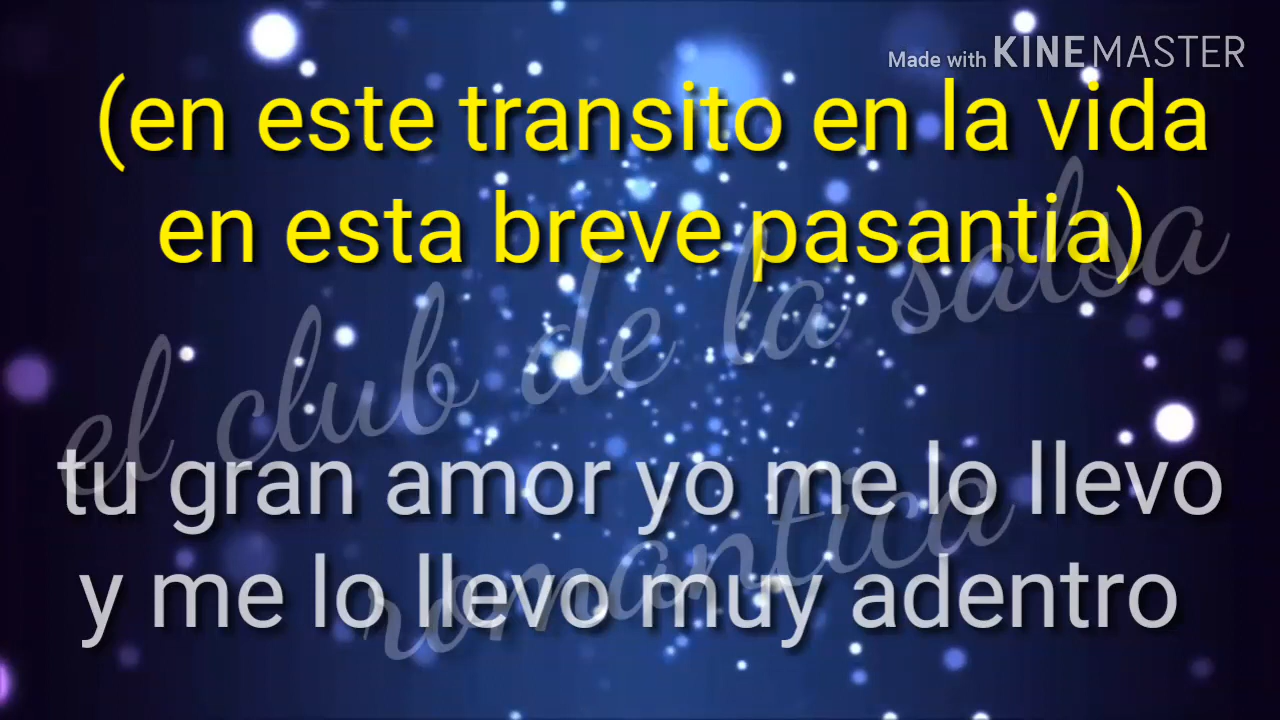 Made with KINEMASTER
(en este transito en la vida
en esta breve pasantia)
el club de la salsa
romantica
tu gran amor yo me lo llevo
y me lo llevo muy adentro